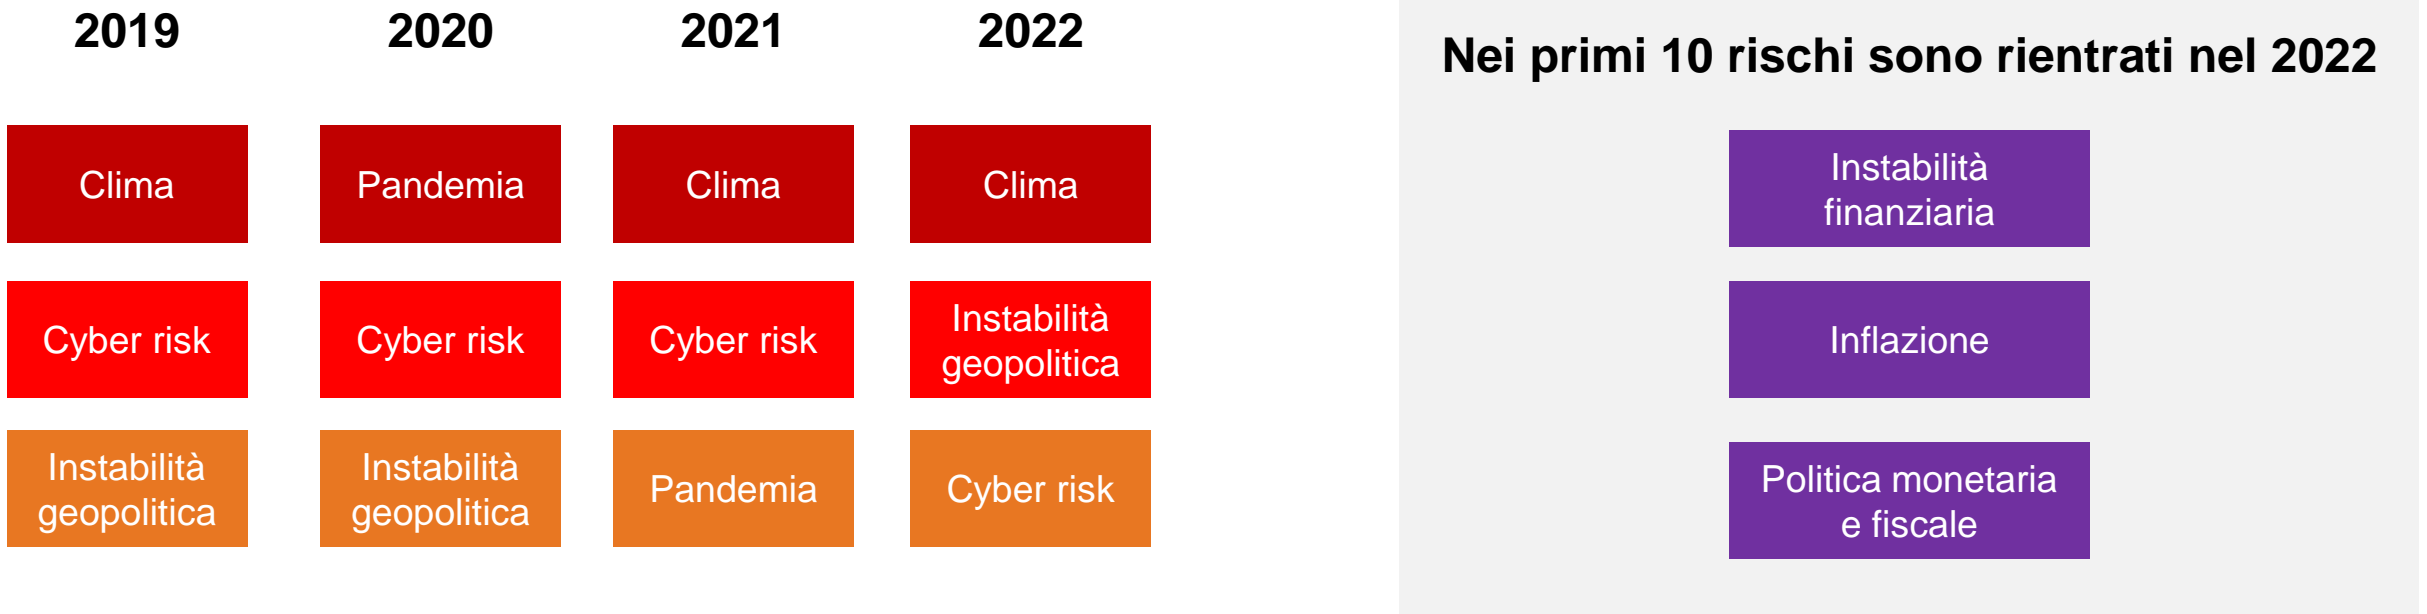 2019
2020
2021
2022
Clima
Pandemia
Clima
Clima
Cyber risk
Cyber risk
Cyber risk
Instabilità
geopolitica
Instabilità
geopolitica
Instabilità
geopolitica
Pandemia
Cyber risk
Nei primi 10 rischi sono rientrati nel 2022
Instabilità
finanziaria
Inflazione
Politica monetaria
e fiscale